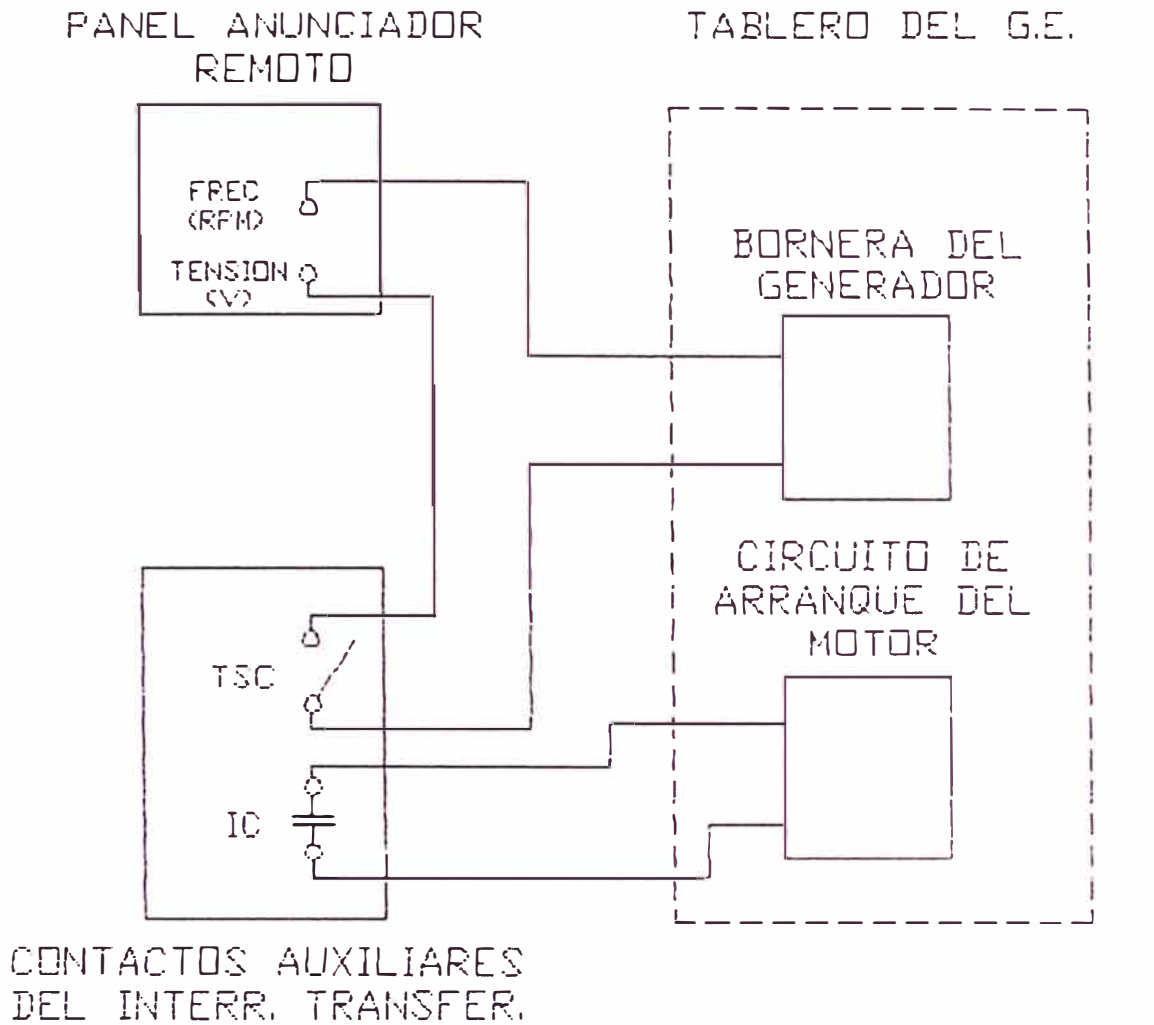 PANEL ANUNCIADOR
REMOTO
TABLERO DEL G.E.
FREC
(RPM)
TENSION
(V)
BORNERA DEL
GENERADOR
CIRCUITO DE
ARRANQUE DEL
MOTOR
TSC
IC
CONTACTOS AUXILIARES
DEL INTERR. TRANSFER.